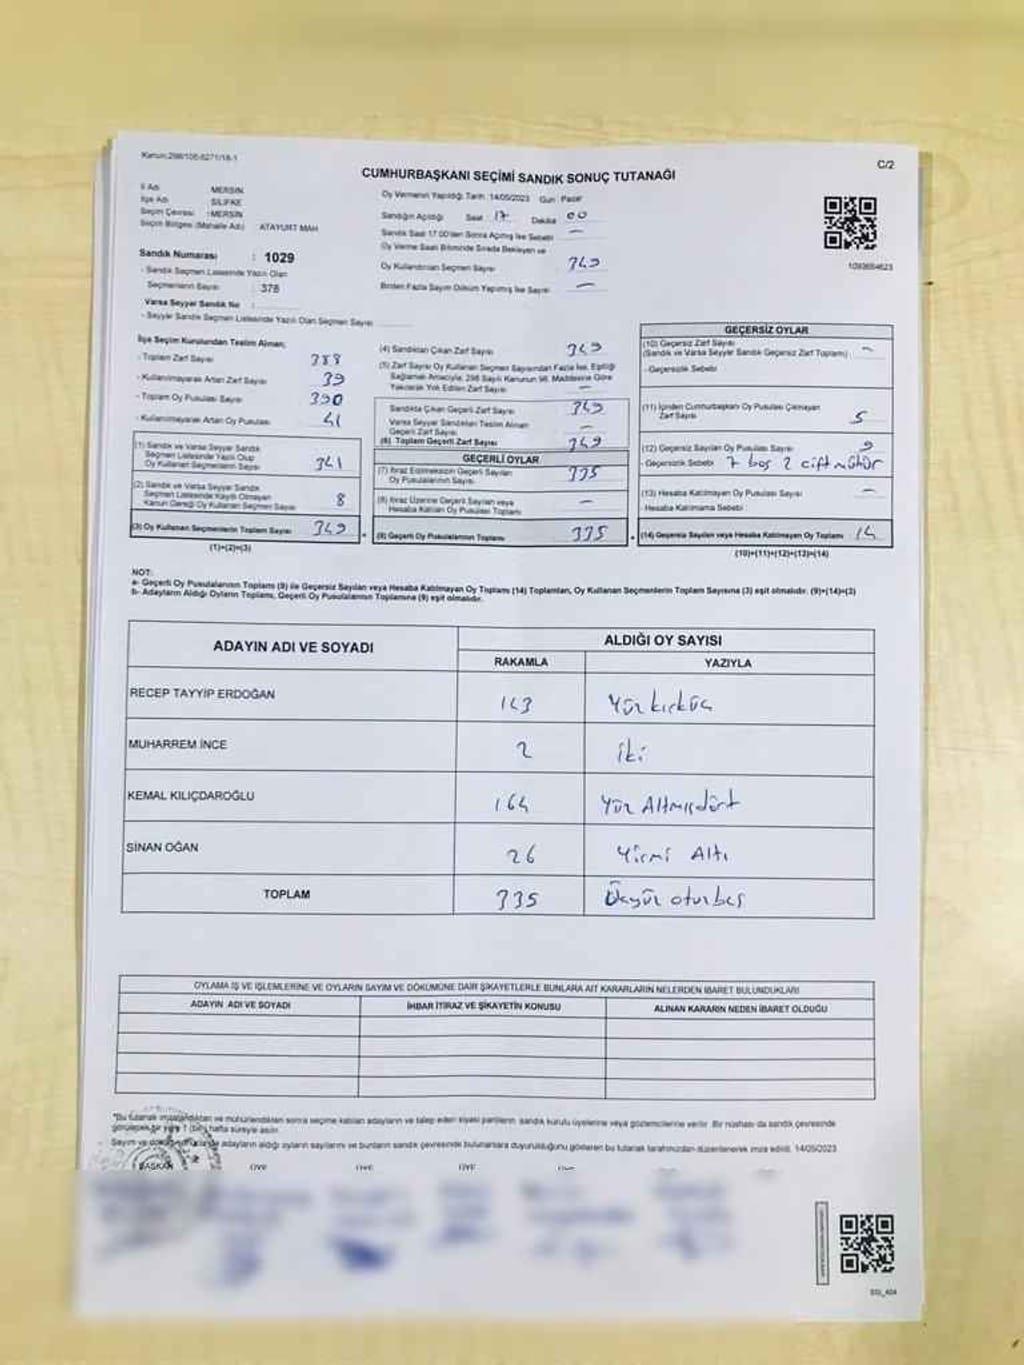 Kanun:298/105-6271/18-1
C/2
CUMHURBAŞKANI SEÇİMİ SANDIK SONUÇ TUTANAĞI
İl Adı MERSİN
İlçe Adı SİLİFKE
Seçim Çevresi :MERSİN
Seçim Bölgesi (Mahalle Adı) ATAYURT MAH
Sandık Numarası : 1029
- Sandık Seçmen Listesinde Yazılı Olan
Seçmenlerin Sayısı : 378
Varsa Seyyar Sandık No :
- Seyyar Sandık Seçmen Listesinde Yazılı Olan Seçmen Sayısı
Oy Vermenin Yapıldığı Tarih: 14/05/2023 Gün Pazar
Sandığın Açıldığı Saat 17 Dakika 00
Sandık Saat 17.00'den Sonra Açılmış İse Sebebi —
Oy Verme Saati Bitiminde Sırada Bekleyen ve
Oy Kullandırılan Seçmen Sayısı 349
Birden Fazla Sayım Döküm Yapılmış İse Sayısı —
1093684623
İlçe Seçim Kurulundan Teslim Alınan;
- Toplam Zarf Sayısı 388
- Kullanılmayarak Artan Zarf Sayısı 39
- Toplam Oy Pusulası Sayısı 390
- Kullanılmayarak Artan Oy Pusulası 41
(1) Sandık ve Varsa Seyyar Sandık
Seçmen Listesinde Yazılı Olup
Oy Kullanan Seçmenlerin Sayısı 341
(2) Sandık ve Varsa Seyyar Sandık
Seçmen Listesinde Kayıtlı Olmayan
Kanun Gereği Oy Kullanan Seçmen Sayısı 8
(3) Oy Kullanan Seçmenlerin Toplam Sayısı 349
(1)+(2)=(3)
(4) Sandıktan Çıkan Zarf Sayısı 349
(5) Zarf Sayısı Oy Kullanan Seçmen Sayısından Fazla İse, Eşitliği
Sağlamak Amacıyla, 298 Sayılı Kanunun 98. Maddesine Göre
Yakılarak Yok Edilen Zarf Sayısı —
Sandıkta Çıkan Geçerli Zarf Sayısı 349
Varsa Seyyar Sandıktan Teslim Alınan
Geçerli Zarf Sayısı —
(6) Toplam Geçerli Zarf Sayısı 349
GEÇERLİ OYLAR
(7) İtiraz Edilmeksizin Geçerli Sayılan
Oy Pusulalarının Sayısı 335
(8) İtiraz Üzerine Geçerli Sayılan veya
Hesaba Katılan Oy Pusulası Toplamı —
(9) Geçerli Oy Pusulalarının Toplamı 335
GEÇERSİZ OYLAR
(10) Geçersiz Zarf Sayısı
(Sandık ve Varsa Seyyar Sandık Geçersiz Zarf Toplamı) —
- Geçersizlik Sebebi
(11) İçinden Cumhurbaşkanı Oy Pusulası Çıkmayan
Zarf Sayısı 5
(12) Geçersiz Sayılan Oy Pusulası Sayısı 9
- Geçersizlik Sebebi 7 boş 2 çift mühür
(13) Hesaba Katılmayan Oy Pusulası Sayısı —
- Hesaba Katılmama Sebebi
(14) Geçersiz Sayılan veya Hesaba Katılmayan Oy Toplamı 14
(10)+(11)+(12)+(13)=(14)
NOT:
a- Geçerli Oy Pusulalarının Toplamı (9) ile Geçersiz Sayılan veya Hesaba Katılmayan Oy Toplamı (14) Toplamları, Oy Kullanan Seçmenlerin Toplam Sayısına (3) eşit olmalıdır. (9)+(14)=(3)
b- Adayların Aldığı Oyların Toplamı, Geçerli Oy Pusulalarının Toplamına (9) eşit olmalıdır.
ADAYIN ADI VE SOYADI ALDIĞI OY SAYISI
RAKAMLA YAZIYLA
RECEP TAYYİP ERDOĞAN 143 Yüzkırküç
MUHARREM İNCE 2 iki
KEMAL KILIÇDAROĞLU 164 Yüz Altmışdört
SİNAN OĞAN 26 Yirmi Altı
TOPLAM 335 Üçyüz oturbeş
OYLAMA İŞ VE İŞLEMLERİNE VE OYLARIN SAYIM VE DÖKÜMÜNE DAİR ŞİKAYETLERLE BUNLARA AİT KARARLARIN NELERDEN İBARET BULUNDUKLARI
ADAYIN ADI VE SOYADI İHBAR İTİRAZ VE ŞİKAYETİN KONUSU ALINAN KARARIN NEDEN İBARET OLDUĞU
*Bu tutanak imzalandıktan ve mühürlendikten sonra seçime katılan adayların ve talep eden siyasi partilerin sandık kurulu üyelerine veya gözlemcilerine verilir. Bir nüshası da sandık çevresinde
görülecek bir yere 1 (bir) hafta süreyle asılır.
Sayım ve döküm sonunda adayların aldığı oyların sayılarını ve bunların sandık çevresinde bulunanlara duyurulduğunu gösteren bu tutanak tarafımızdan düzenlenerek imza edildi. 14/05/2023
BAŞKAN ÜYE ÜYE ÜYE